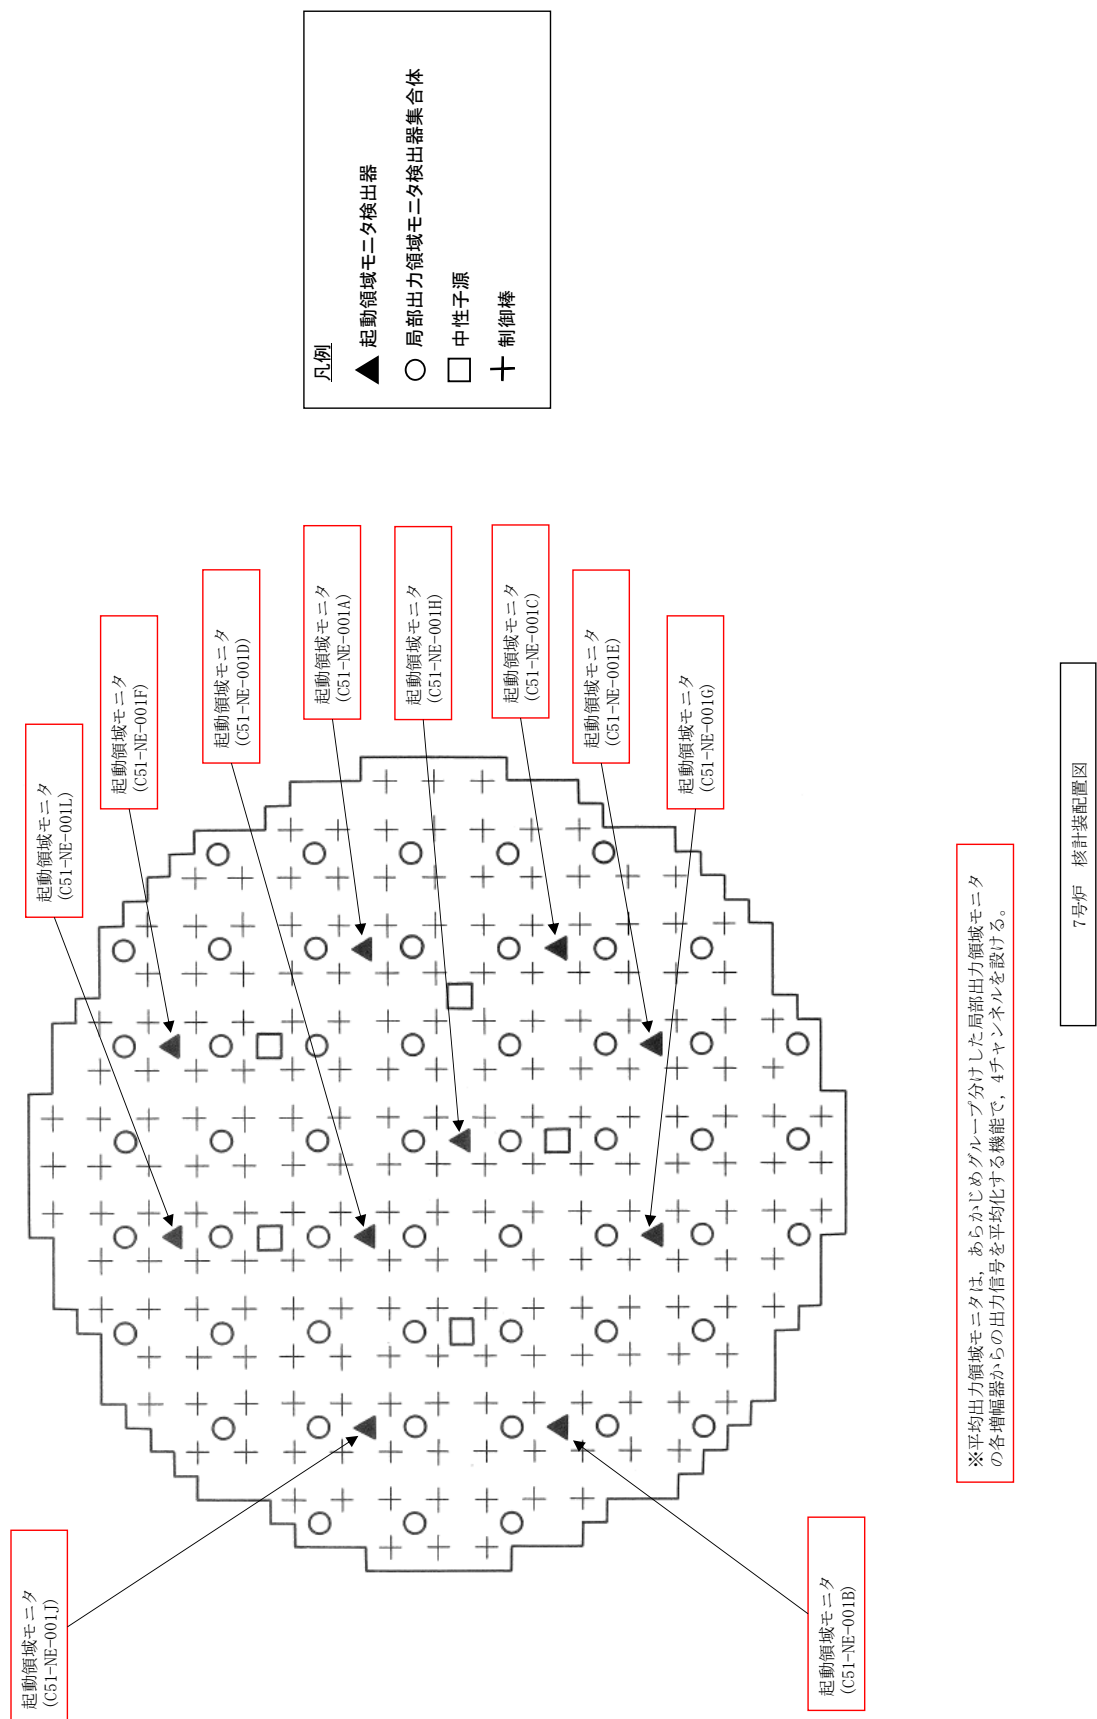 起動領域モニタ
(C51-NE-001J)
起動領域モニタ
(C51-NE-001L)
起動領域モニタ
(C51-NE-001F)
起動領域モニタ
(C51-NE-001D)
起動領域モニタ
(C51-NE-001A)
起動領域モニタ
(C51-NE-001H)
起動領域モニタ
(C51-NE-001C)
起動領域モニタ
(C51-NE-001E)
起動領域モニタ
(C51-NE-001G)
起動領域モニタ
(C51-NE-001B)
凡例
起動領域モニタ検出器
局部出力領域モニタ検出器集合体
中性子源
制御棒
※平均出力領域モニタは，あらかじめグループ分けした局部出力領域モニタ
の各増幅器からの出力信号を平均化する機能で，4チャンネルを設ける。
7号炉　核計装配置図